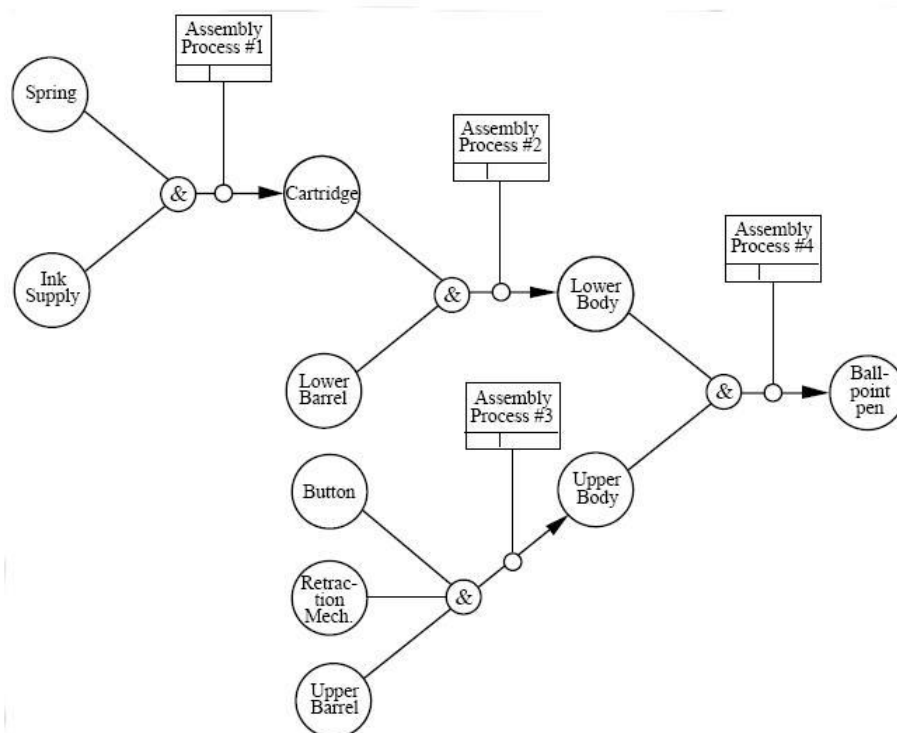 Assembly
Process #1
Spring
Assembly
Process #2
&
Cartridge
Assembly
Process #4
Ink
Supply
&
Lower
Body
Lower
Barrel
Assembly
Process #3
&
Ball-
point
pen
Button
Upper
Body
Retrac-
tion
Mech.
&
Upper
Barrel